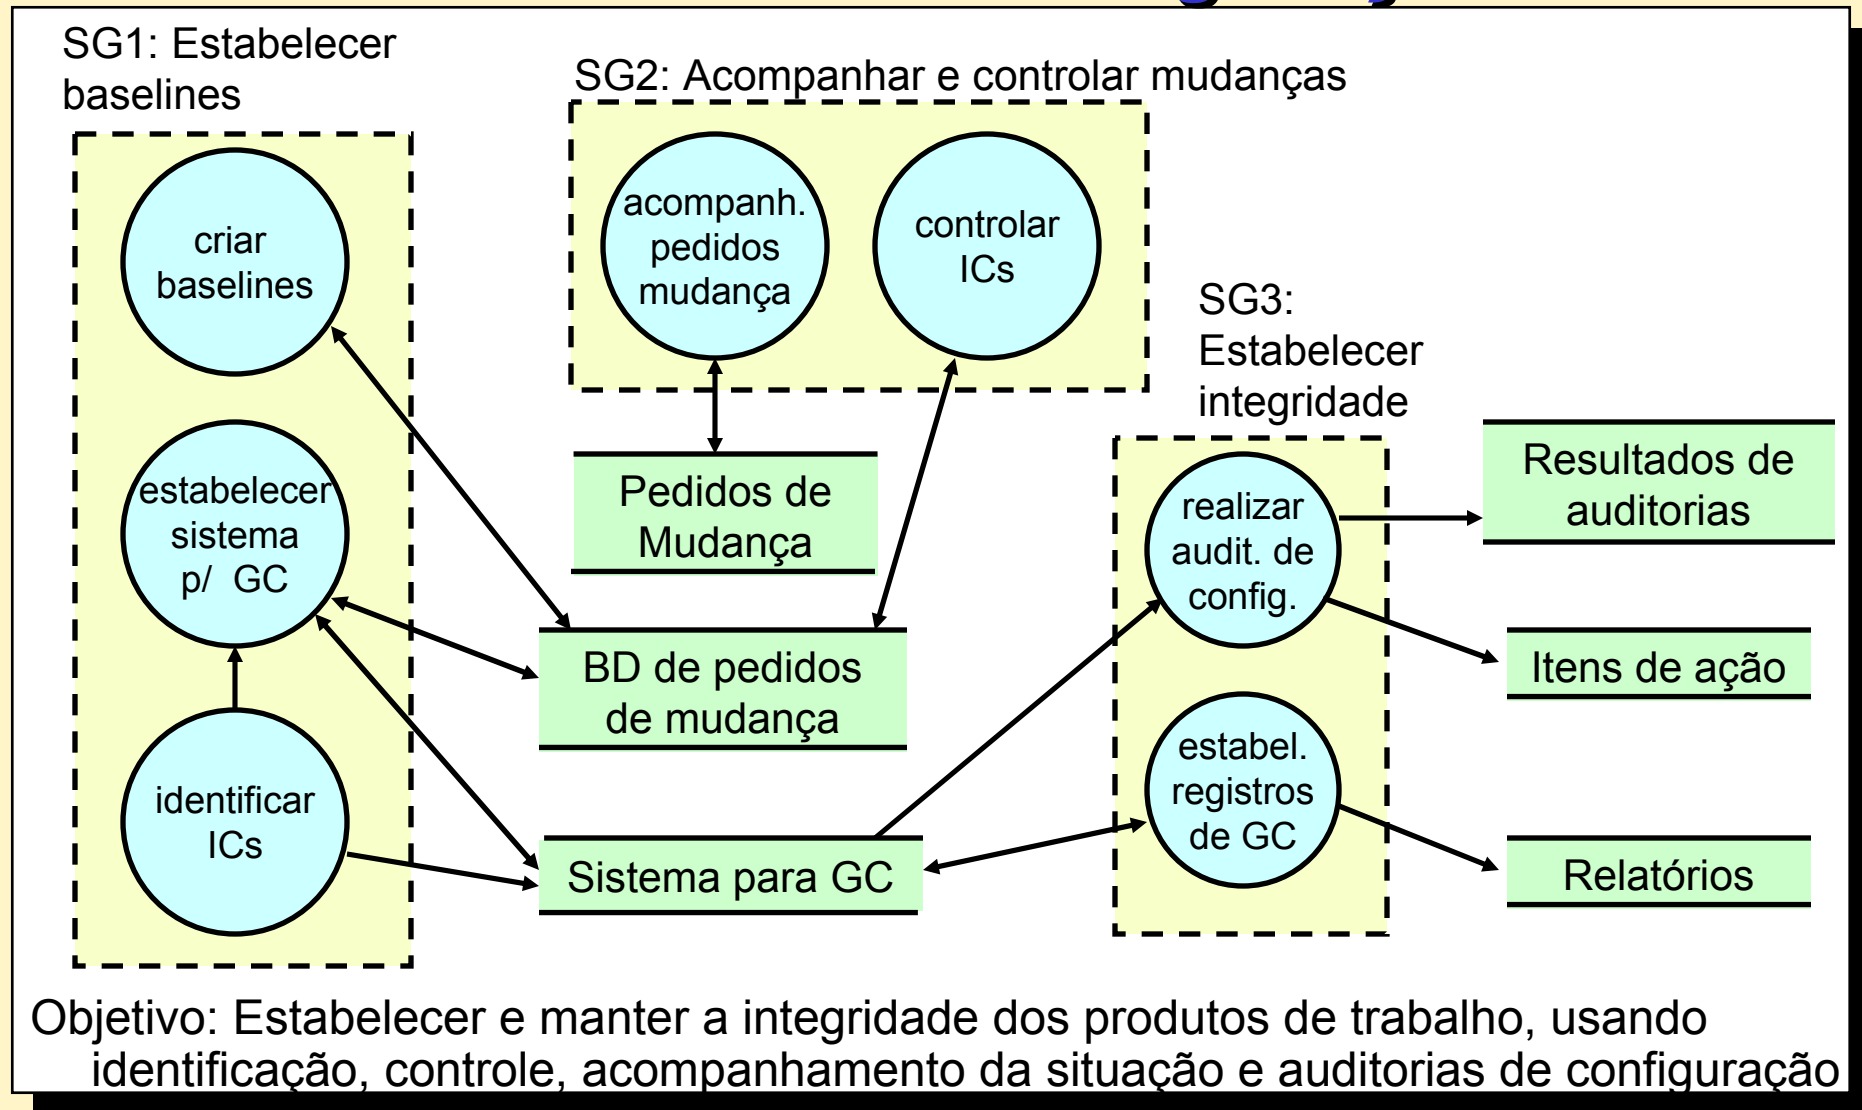 SG1: Estabelecer
baselines
SG2: Acompanhar e controlar mudanças
criar
baselines
acompanh.
pedidos
mudança
controlar
ICs
SG3:
Estabelecer
integridade
estabelecer
sistema
p/ GC
Pedidos de
Mudança
realizar
audit. de
config.
Resultados de
auditorias
BD de pedidos
de mudança
Itens de ação
identificar
ICs
estabel.
registros
de GC
Sistema para GC
Relatórios
Objetivo: Estabelecer e manter a integridade dos produtos de trabalho, usando
identificação, controle, acompanhamento da situação e auditorias de configuração